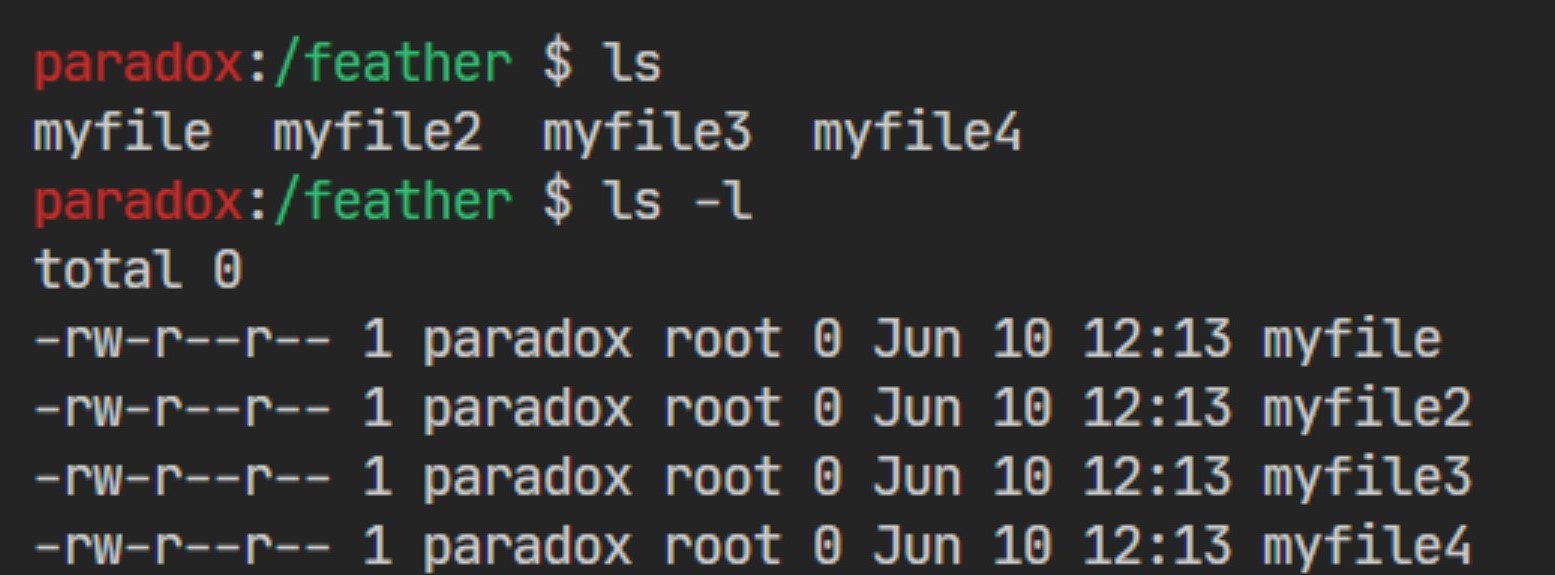 paradox:/feather $ ls
myfile  myfile2  myfile3  myfile4
paradox:/feather $ ls -l
total 0
-rw-r--r-- 1 paradox root 0 Jun 10 12:13 myfile
-rw-r--r-- 1 paradox root 0 Jun 10 12:13 myfile2
-rw-r--r-- 1 paradox root 0 Jun 10 12:13 myfile3
-rw-r--r-- 1 paradox root 0 Jun 10 12:13 myfile4